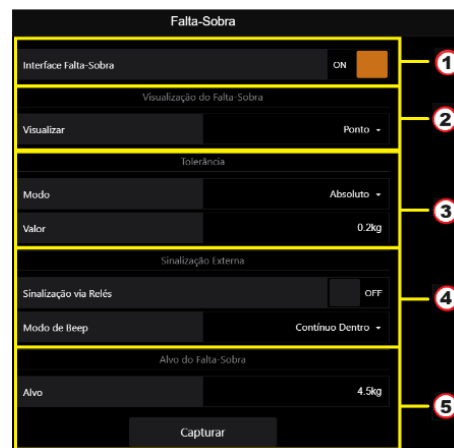 Falta-Sobra
Interface Falta-Sobra ON
1
Visualização do Falta-Sobra
2
Visualizar Ponto
Tolerância
Modo Absoluto
3
Valor 0.2kg
Sinalização Externa
Sinalização via Relés OFF
4
Modo de Beep Contínuo Dentro
Alvo do Falta-Sobra
Alvo 4.5kg
5
Capturar